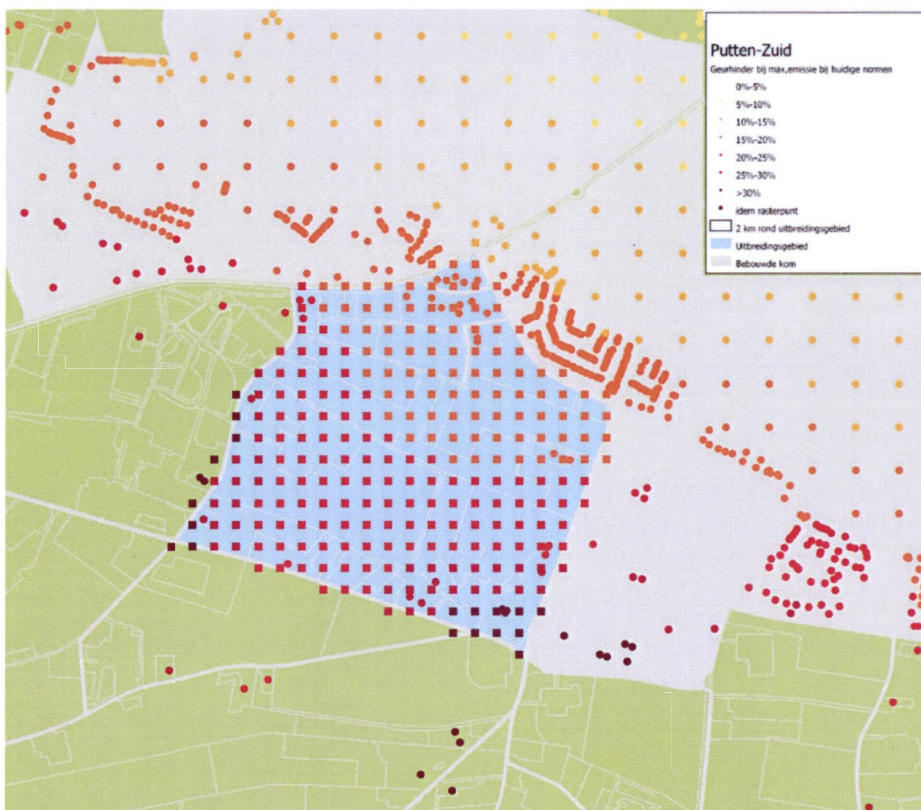 Putten-Zuid
Geurhinder bij max,emissie bij huidige normen
0%-5%
5%-10%
10%-15%
15%-20%
20%-25%
25%-30%
>30%
idem rasterpunt
2 km rond uitbreidingsgebied
Uitbreidingsgebied
Bebouwde kom